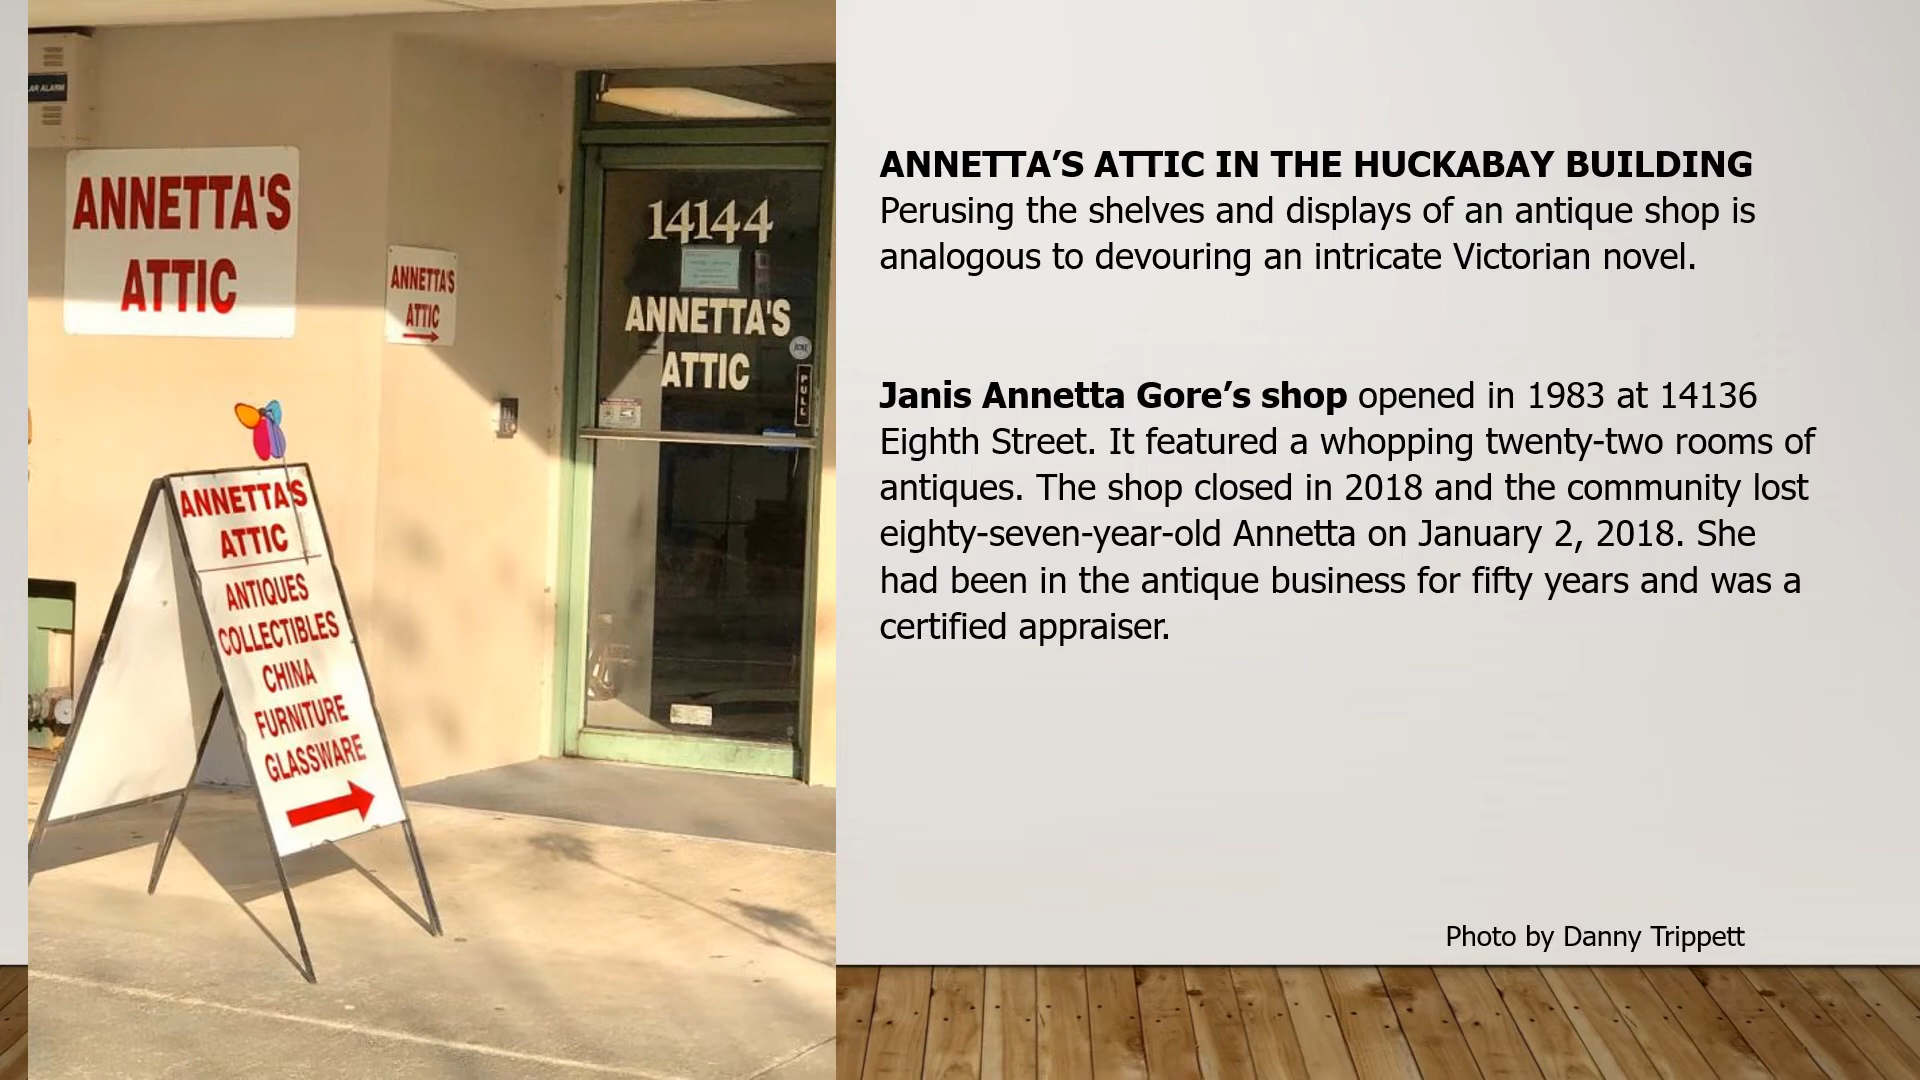 AR ALARM
ANNETTA'S
ATTIC
ANNETTA'S
ATTIC
14144
ANNETTA'S
ATTIC
PULL
ANNETTA'S
ATTIC
ANTIQUES
COLLECTIBLES
CHINA
FURNITURE
GLASSWARE
ANNETTA’S ATTIC IN THE HUCKABAY BUILDING
Perusing the shelves and displays of an antique shop is
analogous to devouring an intricate Victorian novel.
Janis Annetta Gore’s shop opened in 1983 at 14136
Eighth Street. It featured a whopping twenty-two rooms of
antiques. The shop closed in 2018 and the community lost
eighty-seven-year-old Annetta on January 2, 2018. She
had been in the antique business for fifty years and was a
certified appraiser.
Photo by Danny Trippett